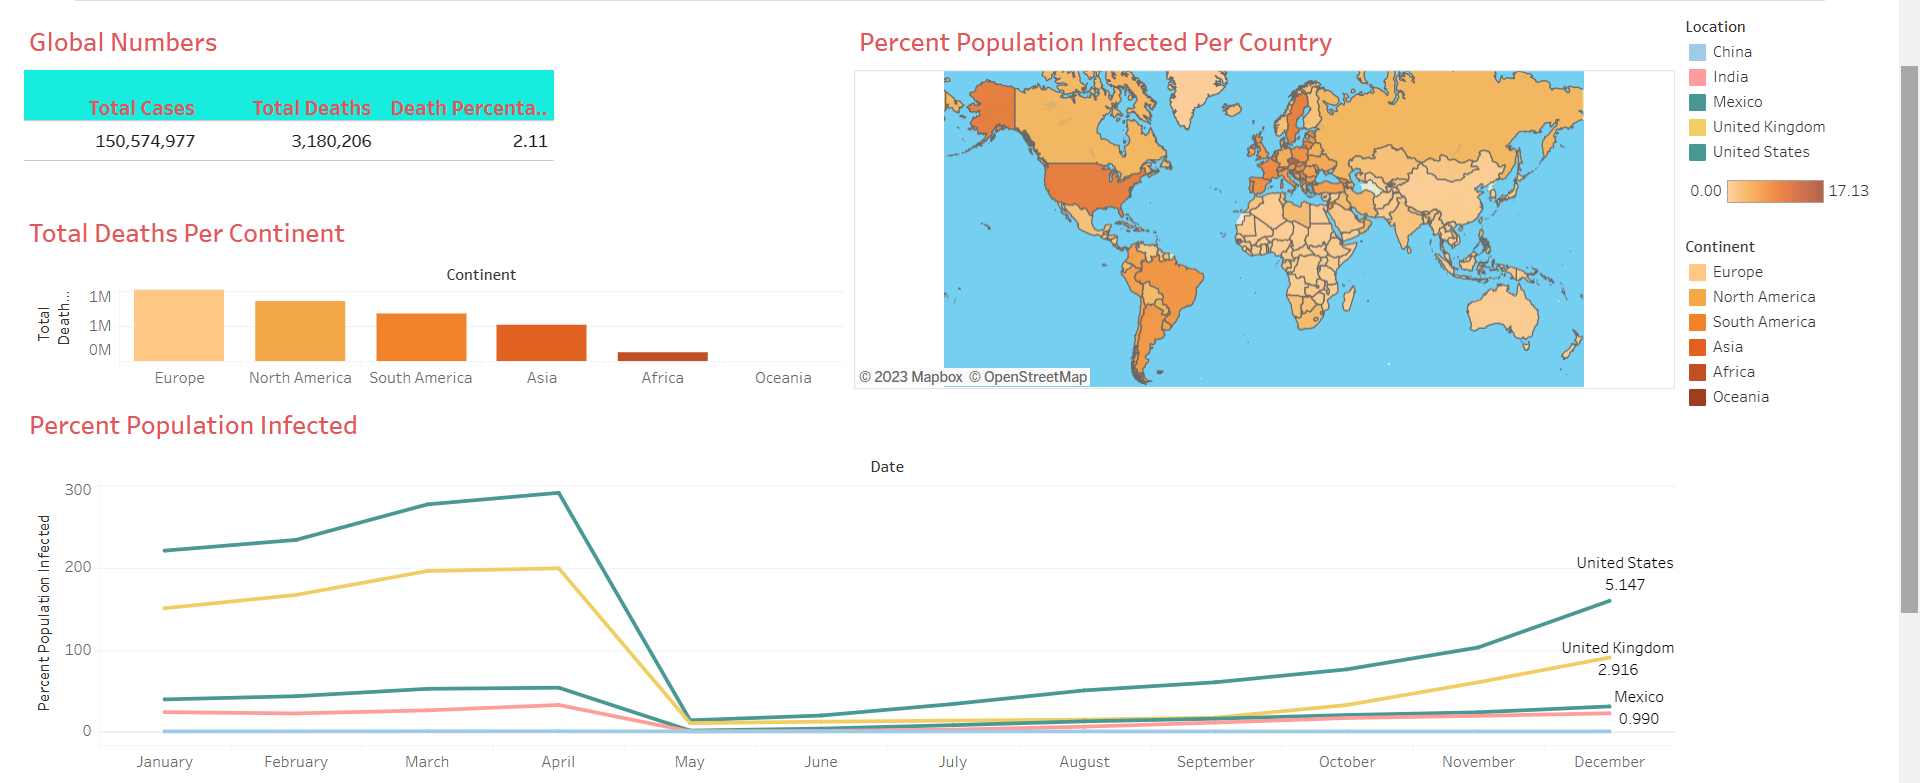 Global Numbers
Total Cases Total Deaths Death Percenta..
150,574,977 3,180,206 2.11
Total Deaths Per Continent
Continent
Total
Death...
1M
1M
0M
Europe North America South America Asia Africa Oceania
Percent Population Infected Per Country
© 2023 Mapbox © OpenStreetMap
Location
China
India
Mexico
United Kingdom
United States
0.00 17.13
Continent
Europe
North America
South America
Asia
Africa
Oceania
Percent Population Infected
Date
Percent Population Infected
300
200
100
0
United States
5.147
United Kingdom
2.916
Mexico
0.990
January February March April May June July August September October November December